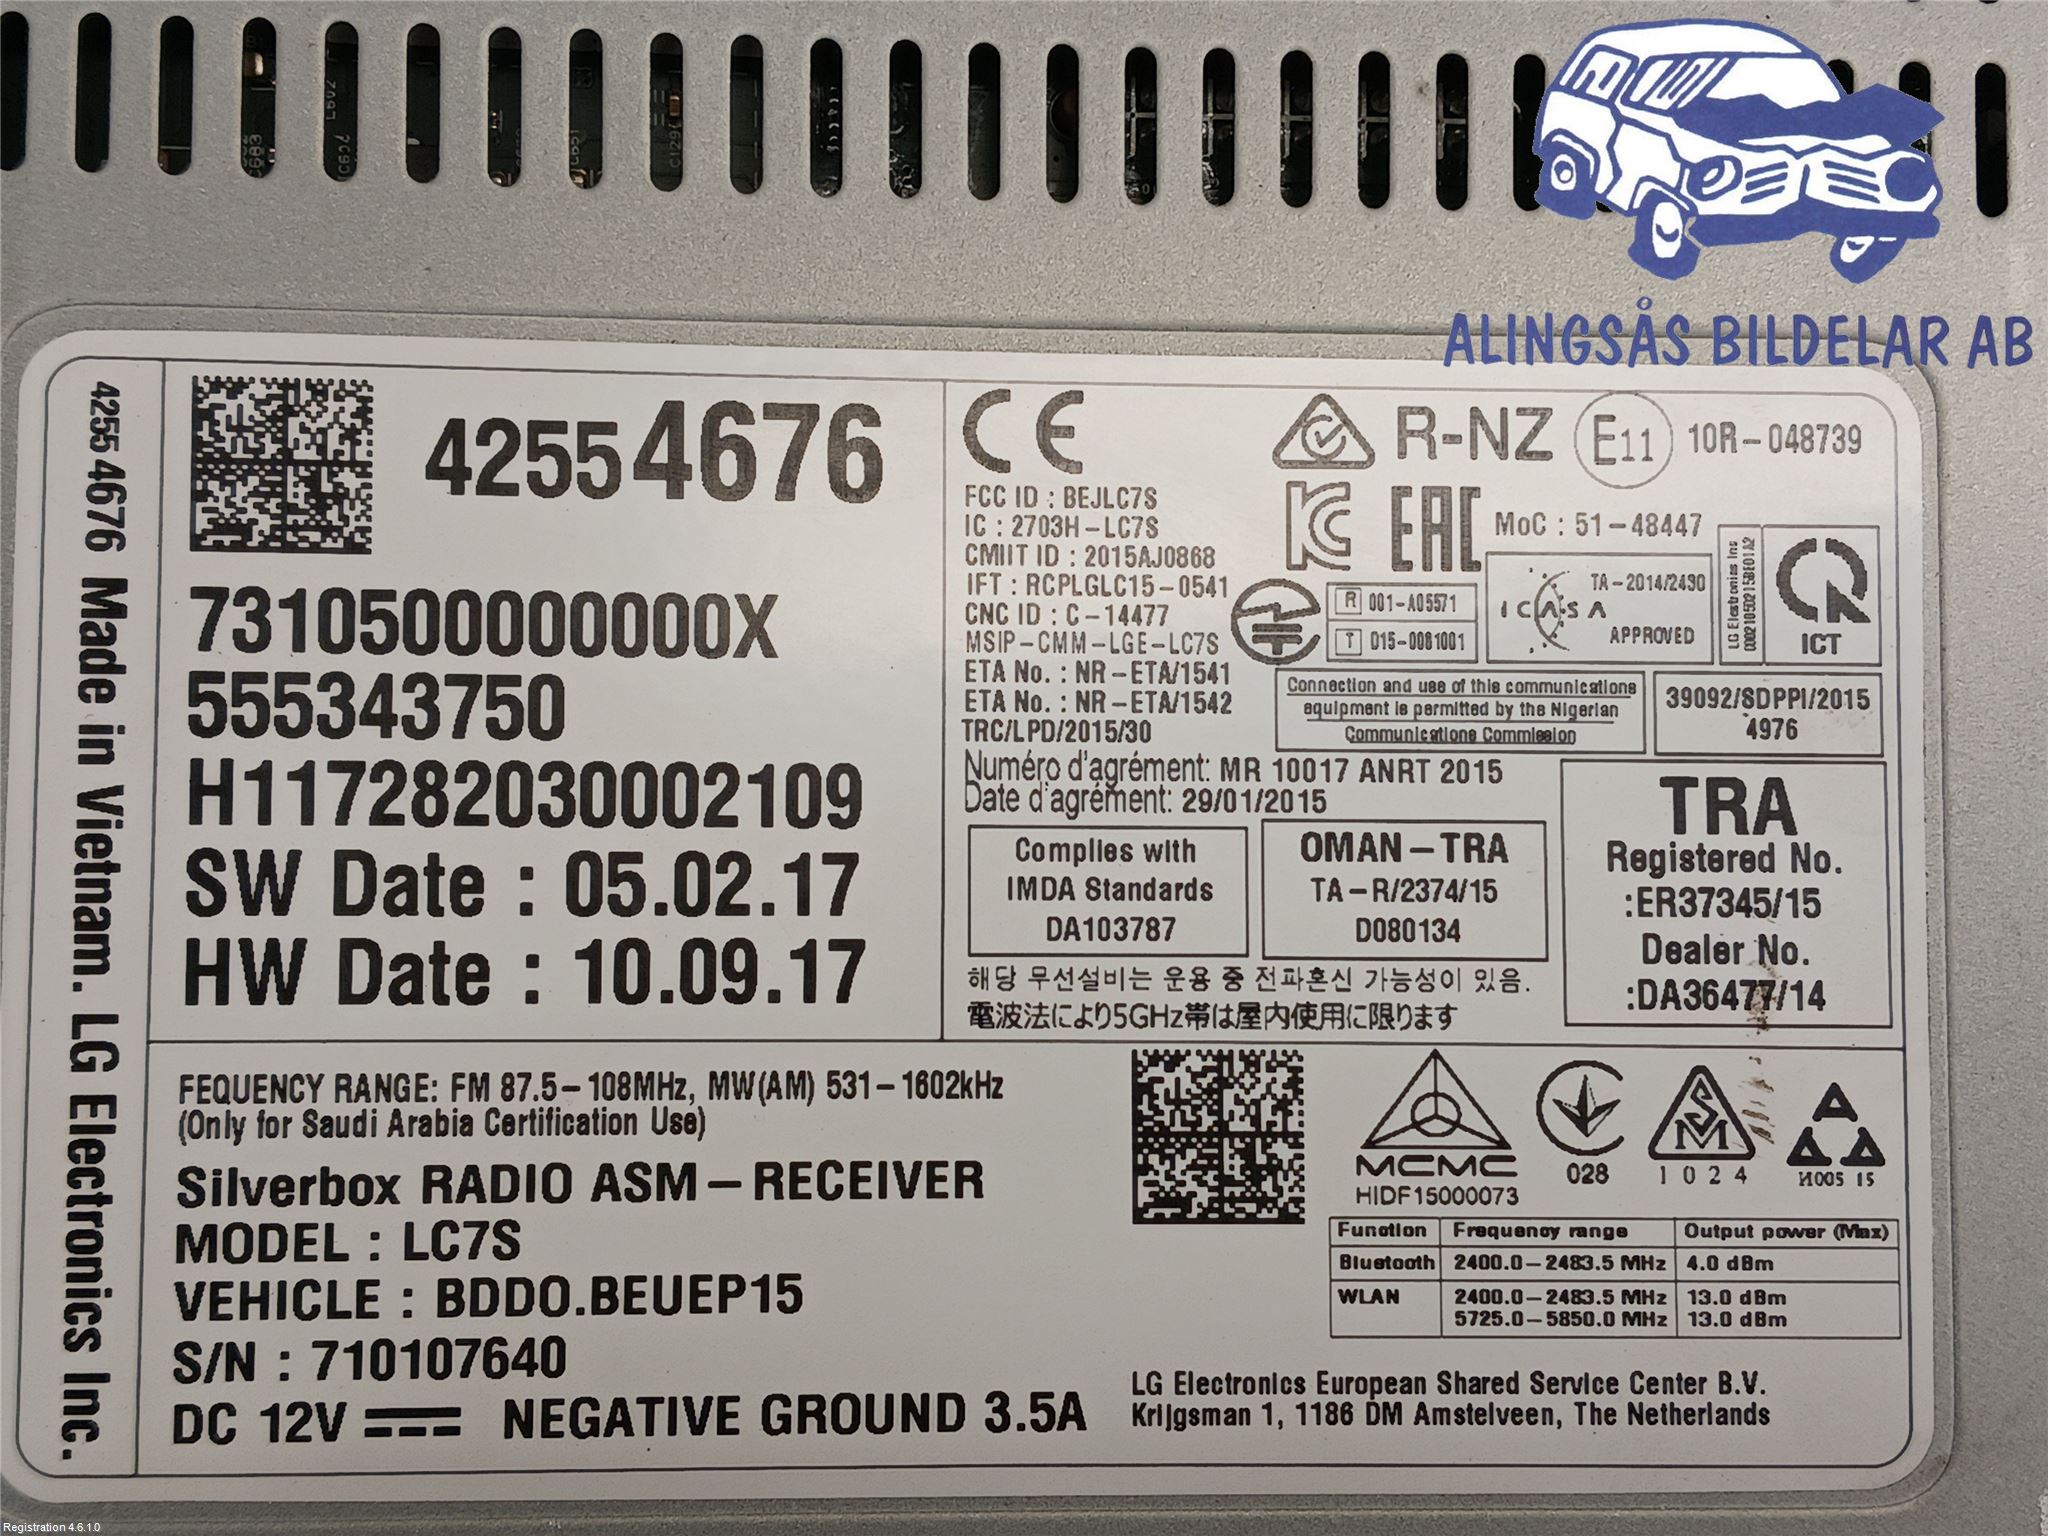 ALINGSÅS BILDELAR AB
4255 4676 Made in Vietnam. LG Electronics Inc.
42554676
7310500000000X
555343750
H117282030002109
SW Date : 05.02.17
HW Date : 10.09.17
CE
R-NZ
E11
10R-048739
FCC ID : BEJLC7S
IC : 2703H-LC7S
CMIIT ID : 2015AJ0868
IFT : RCPLGLC15-0541
CNC ID : C-14477
MSIP-CMM-LGE-LC7S
ETA No. : NR-ETA/1541
ETA No. : NR-ETA/1542
TRC/LPD/2015/30
EAC
MoC : 51-48447
R 001-A05571
T D15-0081001
ICASA
TA-2014/2430
APPROVED
LG Electronics Inc
ICT
Connection and use of this communications
equipment is permitted by the Nigerian
Communications Commission
39092/SDPPI/2015
4976
Numéro d'agrément: MR 10017 ANRT 2015
Date d'agrément: 29/01/2015
Complies with
IMDA Standards
DA103787
OMAN-TRA
TA-R/2374/15
D080134
TRA
Registered No.
:ER37345/15
Dealer No.
:DA36477/14
해당 무선설비는 운용 중 전파혼신 가능성이 있음.
電波法により5GHz帯は屋内使用に限ります
FEQUENCY RANGE: FM 87.5-108MHz, MW(AM) 531-1602kHz
(Only for Saudi Arabia Certification Use)
Silverbox RADIO ASM-RECEIVER
MODEL : LC7S
VEHICLE : BDDO.BEUEP15
S/N : 710107640
DC 12V NEGATIVE GROUND 3.5A
MCMC
HIDF15000073
028
SM
1024
И005 15
Function Frequency range Output power (Max)
Bluetooth 2400.0-2483.5 MHz 4.0 dBm
WLAN 2400.0-2483.5 MHz 13.0 dBm
5725.0-5850.0 MHz 13.0 dBm
LG Electronics European Shared Service Center B.V.
Krijgsman 1, 1186 DM Amstelveen, The Netherlands
Registration 4.6.1.0